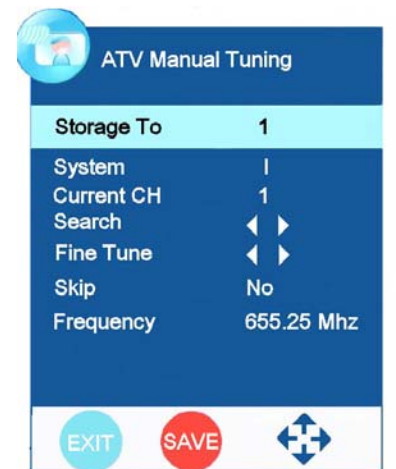 ATV Manual Tuning
Storage To 1
System I
Current CH 1
Search
Fine Tune
Skip No
Frequency 655.25 Mhz
EXIT SAVE